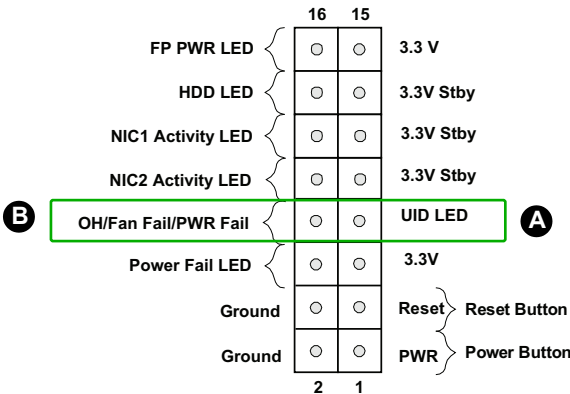 16 15
FP PWR LED 3.3 V
HDD LED 3.3V Stby
NIC1 Activity LED 3.3V Stby
NIC2 Activity LED 3.3V Stby
B OH/Fan Fail/PWR Fail UID LED A
Power Fail LED 3.3V
Ground Reset Reset Button
Ground PWR Power Button
2 1